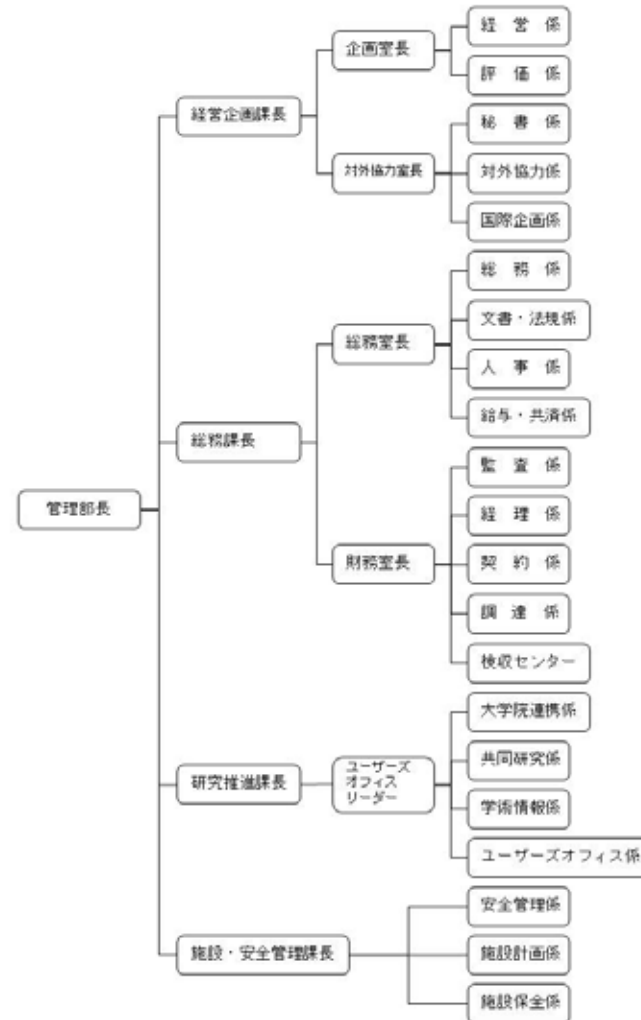 管理部長
経営企画課長
企画室長
経 営 係
評 価 係
対外協力室長
秘 書 係
対外協力係
国際企画係
総務課長
総務室長
総 務 係
文書・法規係
人 事 係
給与・共済係
財務室長
監 査 係
経 理 係
契 約 係
調 達 係
検収センター
研究推進課長
ユーザーズ
オフィス
リーダー
大学院連携係
共同研究係
学術情報係
ユーザーズオフィス係
施設・安全管理課長
安全管理係
施設計画係
施設保全係